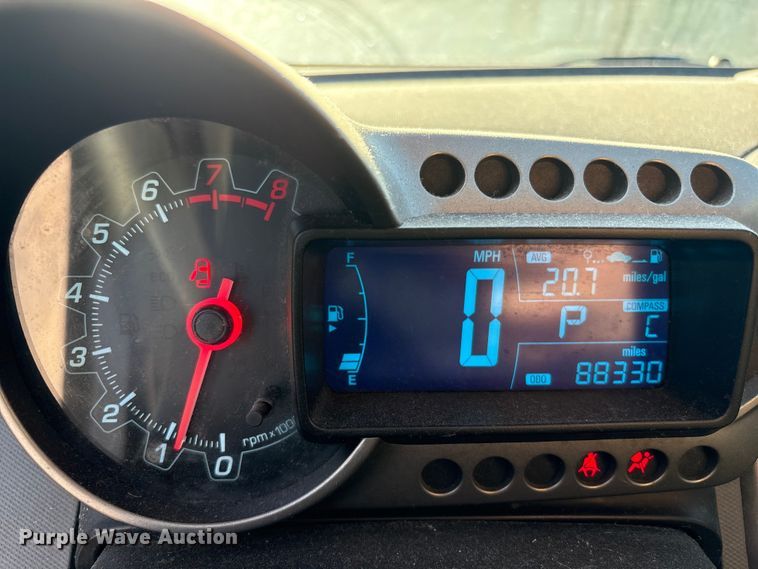 8
7
6
5
4
3
2
1
0
rpm x 100
F
E
MPH
0
AVG
20.7 miles/gal
P
COMPASS
C
miles
ODO 88330
Purple Wave Auction